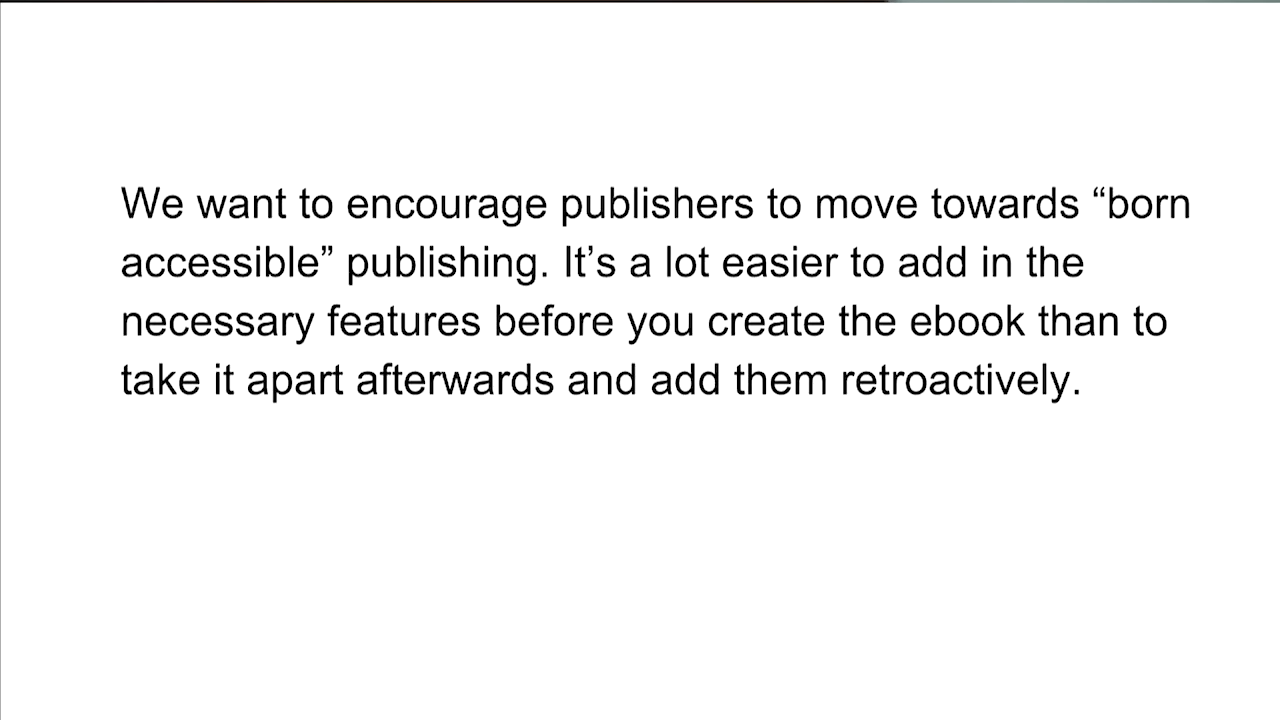 We want to encourage publishers to move towards “born
accessible” publishing. It’s a lot easier to add in the
necessary features before you create the ebook than to
take it apart afterwards and add them retroactively.